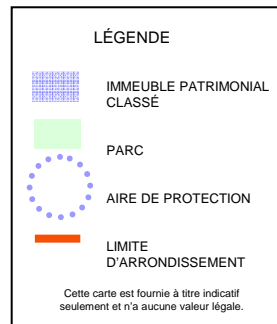 LÉGENDE
IMMEUBLE PATRIMONIAL
CLASSÉ
PARC
AIRE DE PROTECTION
LIMITE
D'ARRONDISSEMENT
Cette carte est fournie à titre indicatif
seulement et n'a aucune valeur légale.